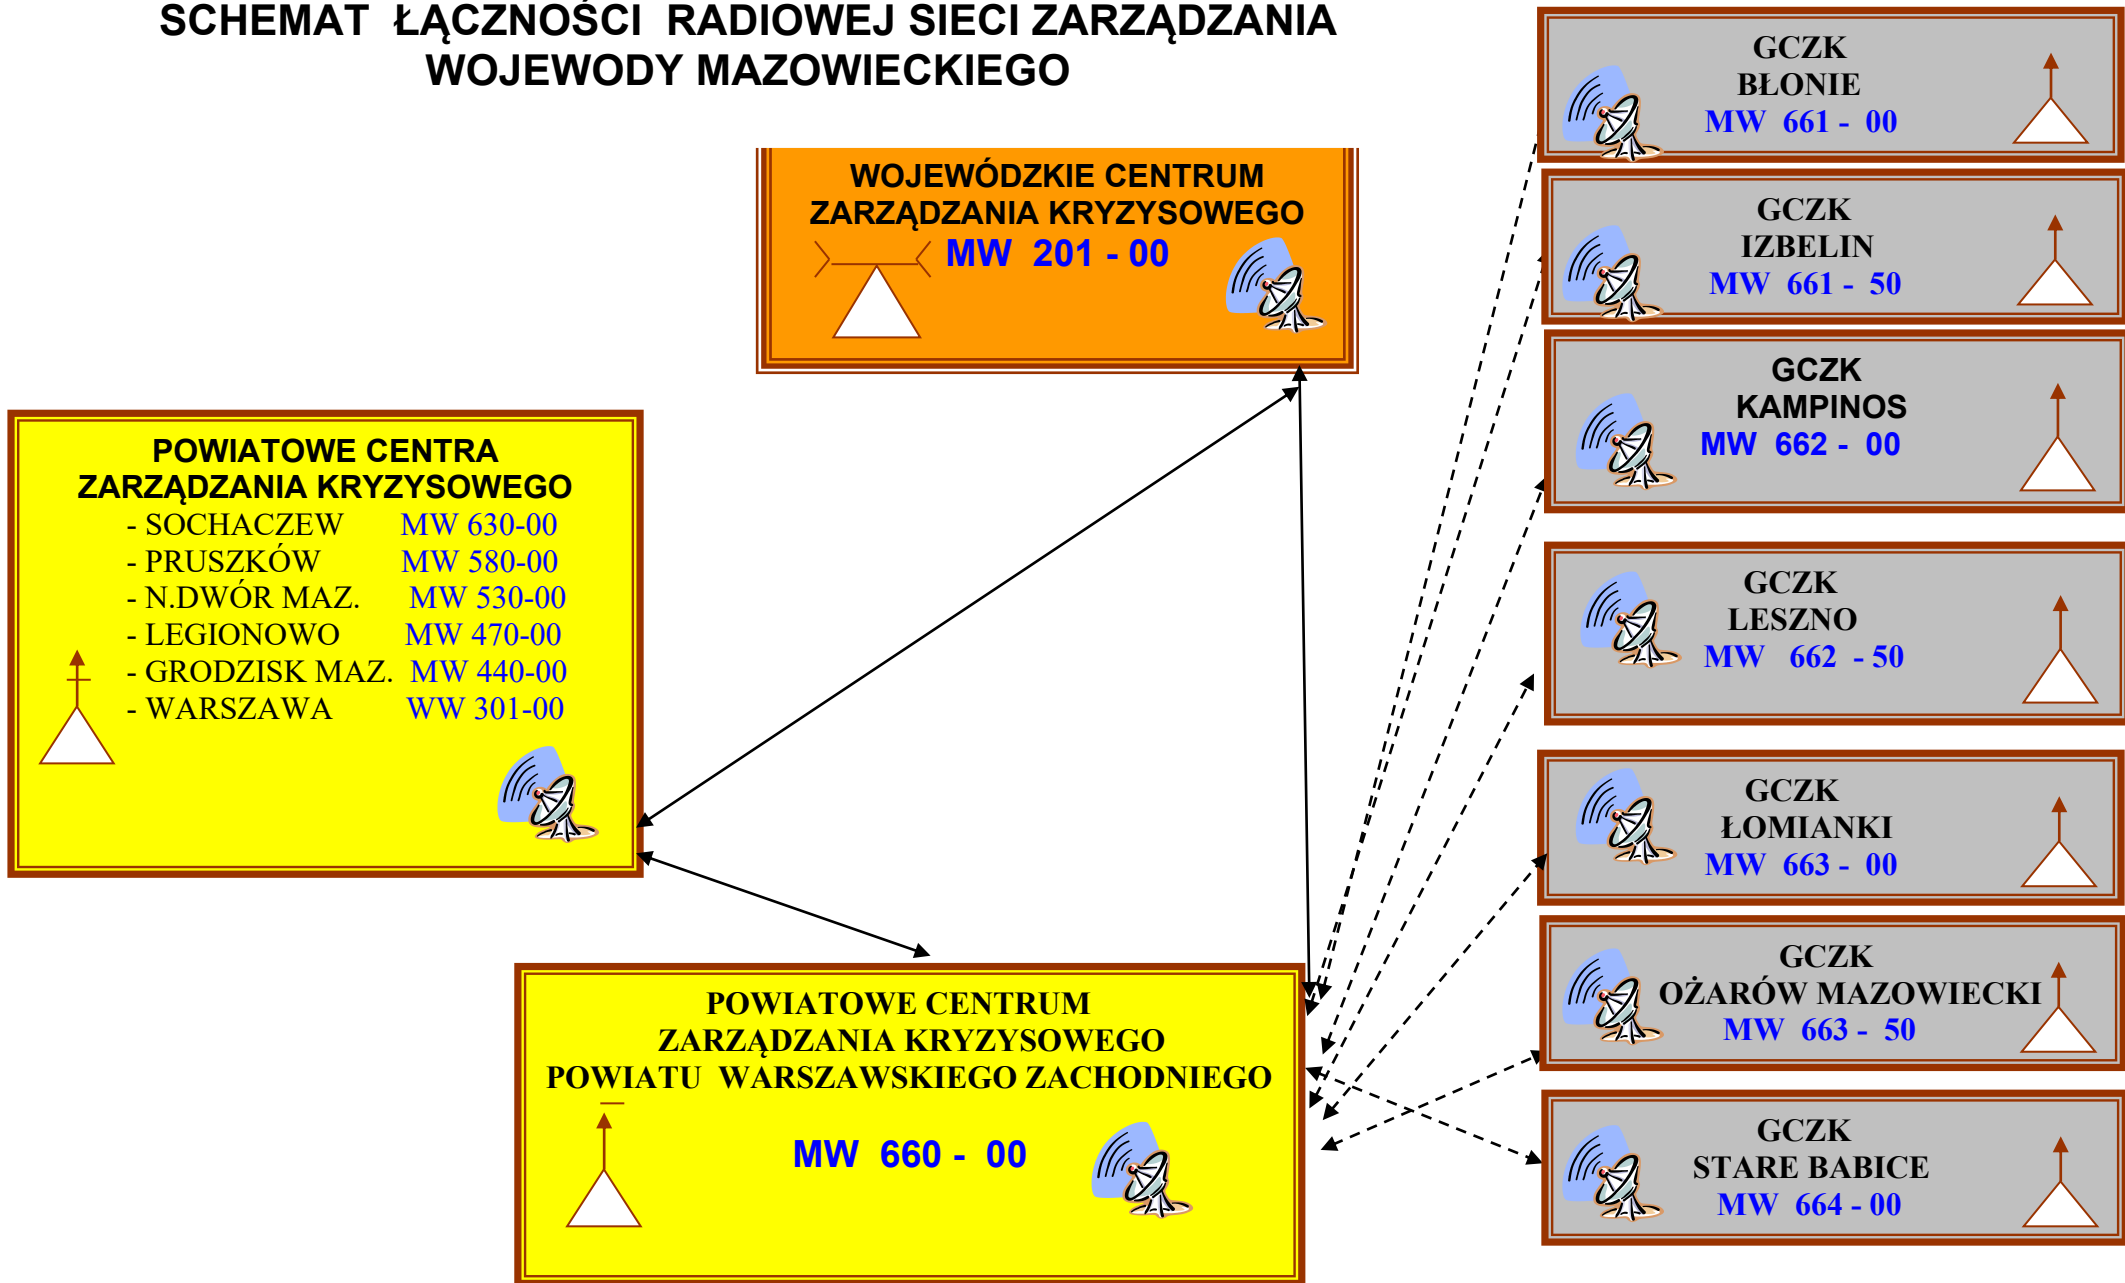 SCHEMAT ŁĄCZNOŚCI RADIOWEJ SIECI ZARZĄDZANIA
WOJEWODY MAZOWIECKIEGO
WOJEWÓDZKIE CENTRUM
ZARZĄDZANIA KRYZYSOWEGO
MW 201 - 00
POWIATOWE CENTRA
ZARZĄDZANIA KRYZYSOWEGO
- SOCHACZEW MW 630-00
- PRUSZKÓW MW 580-00
- N.DWÓR MAZ. MW 530-00
- LEGIONOWO MW 470-00
- GRODZISK MAZ. MW 440-00
- WARSZAWA WW 301-00
POWIATOWE CENTRUM
ZARZĄDZANIA KRYZYSOWEGO
POWIATU WARSZAWSKIEGO ZACHODNIEGO
MW 660 - 00
GCZK
BŁONIE
MW 661 - 00
GCZK
IZBELIN
MW 661 - 50
GCZK
KAMPINOS
MW 662 - 00
GCZK
LESZNO
MW 662 - 50
GCZK
ŁOMIANKI
MW 663 - 00
GCZK
OŻARÓW MAZOWIECKI
MW 663 - 50
GCZK
STARE BABICE
MW 664 - 00